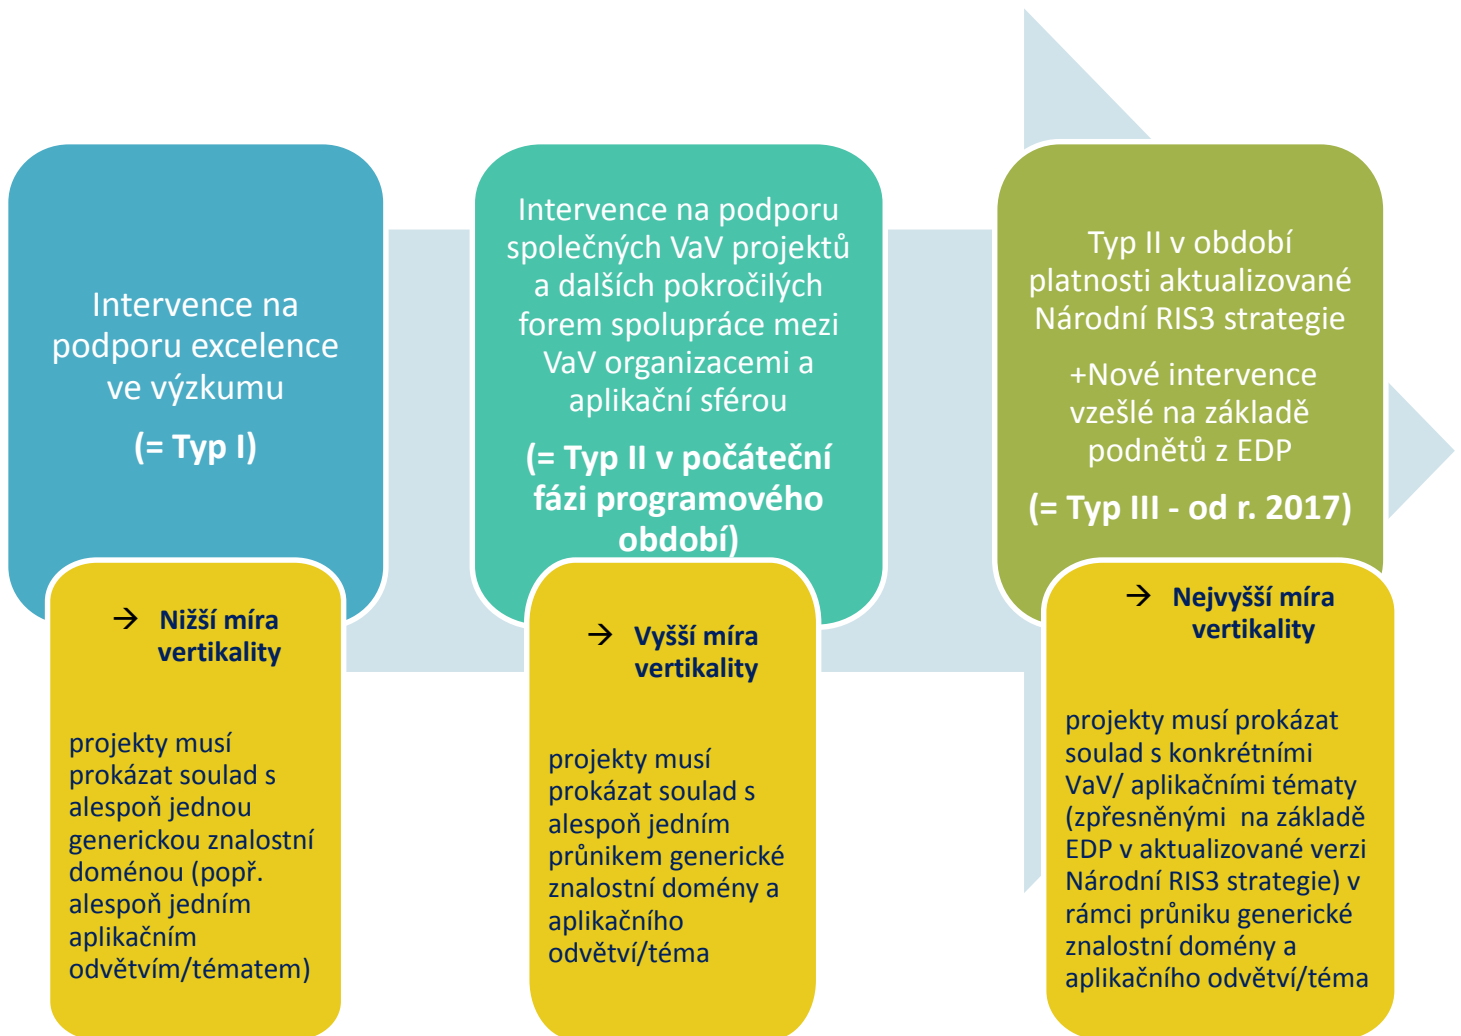 Intervence na
podporu excelence
ve výzkumu
(= Typ I)
→ Nižší míra
vertikality
projekty musí
prokázat soulad s
alespoň jednou
generickou znalostní
doménou (popř.
alespoň jedním
aplikačním
odvětvím/tématem)
Intervence na podporu
společných VaV projektů
a dalších pokročilých
forem spolupráce mezi
VaV organizacemi a
aplikační sférou
(= Typ II v počáteční
fázi programového
období)
→ Vyšší míra
vertikality
projekty musí
prokázat soulad s
alespoň jedním
průnikem generické
znalostní domény a
aplikačního
odvětví/téma
Typ II v období
platnosti aktualizované
Národní RIS3 strategie
+Nové intervence
vzešlé na základě
podnětů z EDP
(= Typ III - od r. 2017)
→ Nejvyšší míra
vertikality
projekty musí prokázat
soulad s konkrétními
VaV/ aplikačními tématy
(zpřesněnými na základě
EDP v aktualizované verzi
Národní RIS3 strategie) v
rámci průniku generické
znalostní domény a
aplikačního odvětví/téma